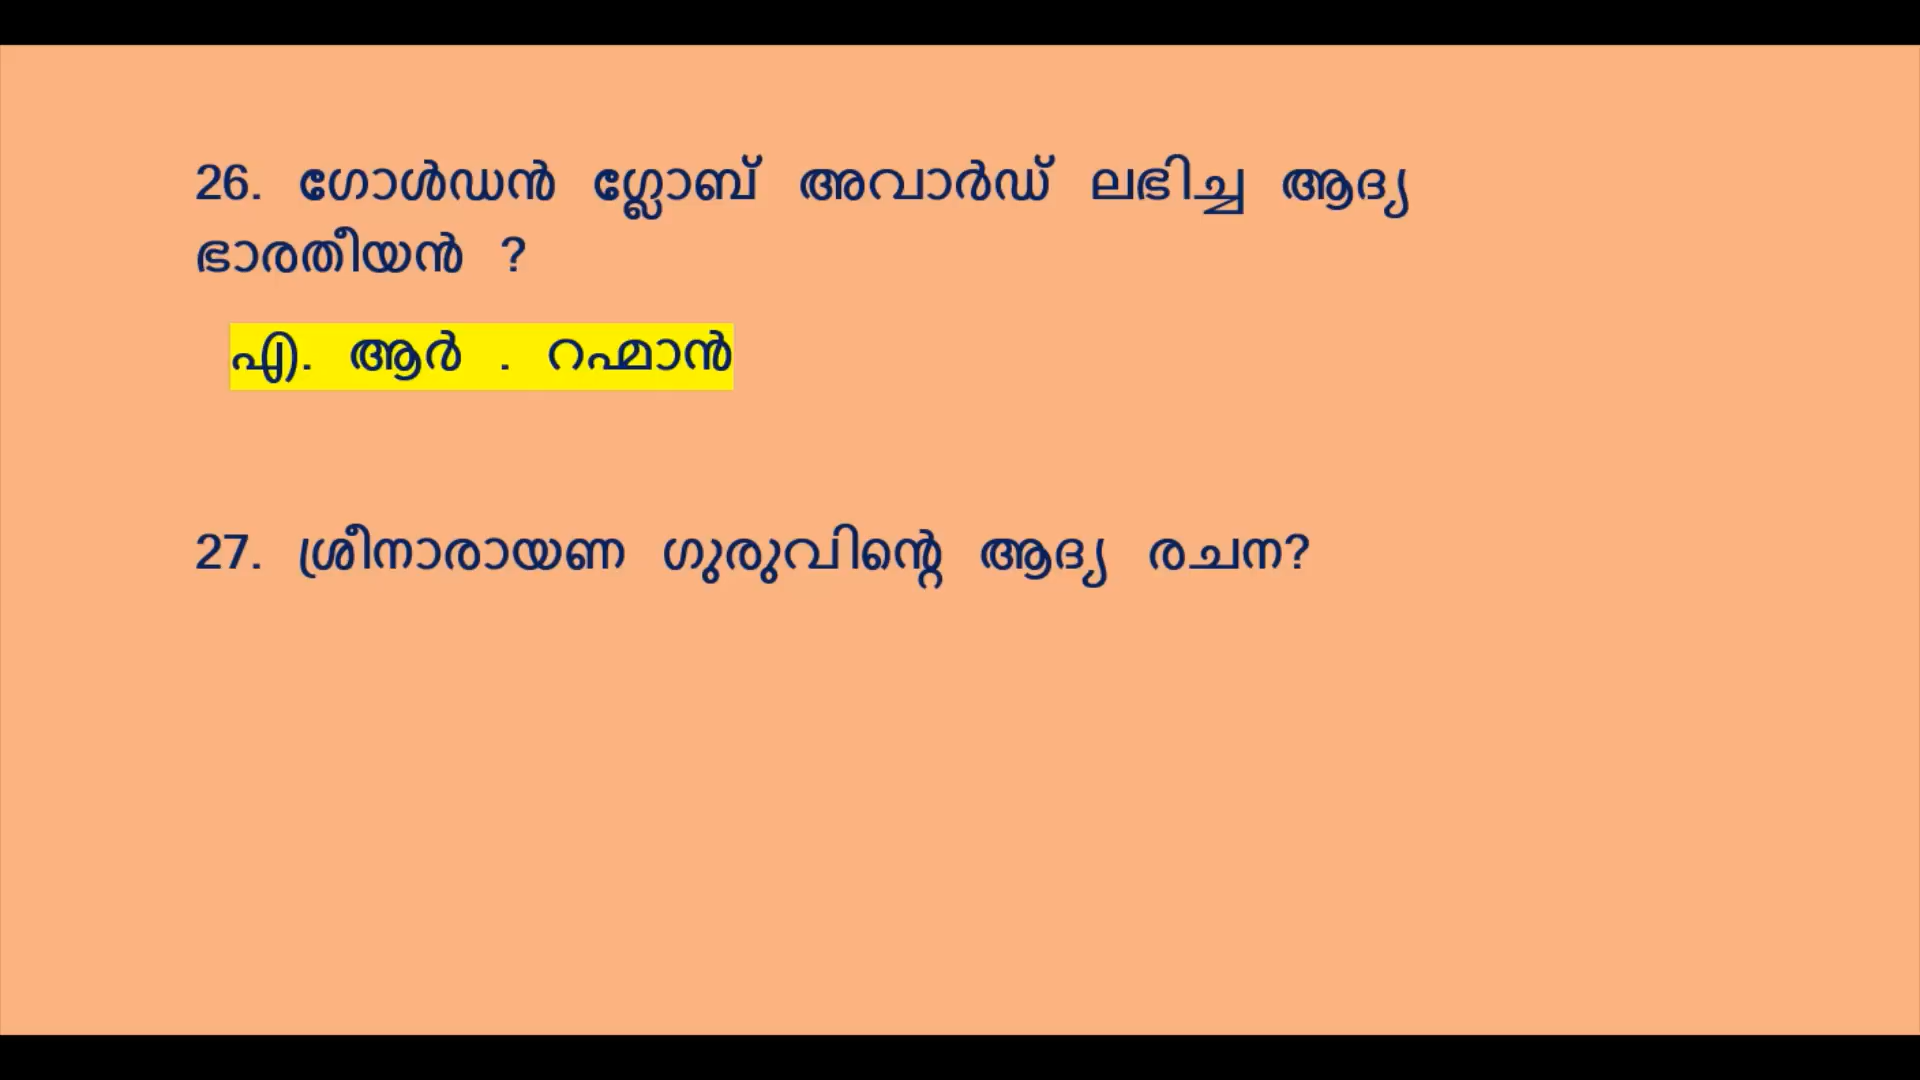 26. ഗോൾഡൻ ഗ്ലോബ് അവാർഡ് ലഭിച്ച ആദ്യ
ഭാരതീയൻ ?
എ. ആർ . റഹ്മാൻ
27. ശ്രീനാരായണ ഗുരുവിന്റെ ആദ്യ രചന?